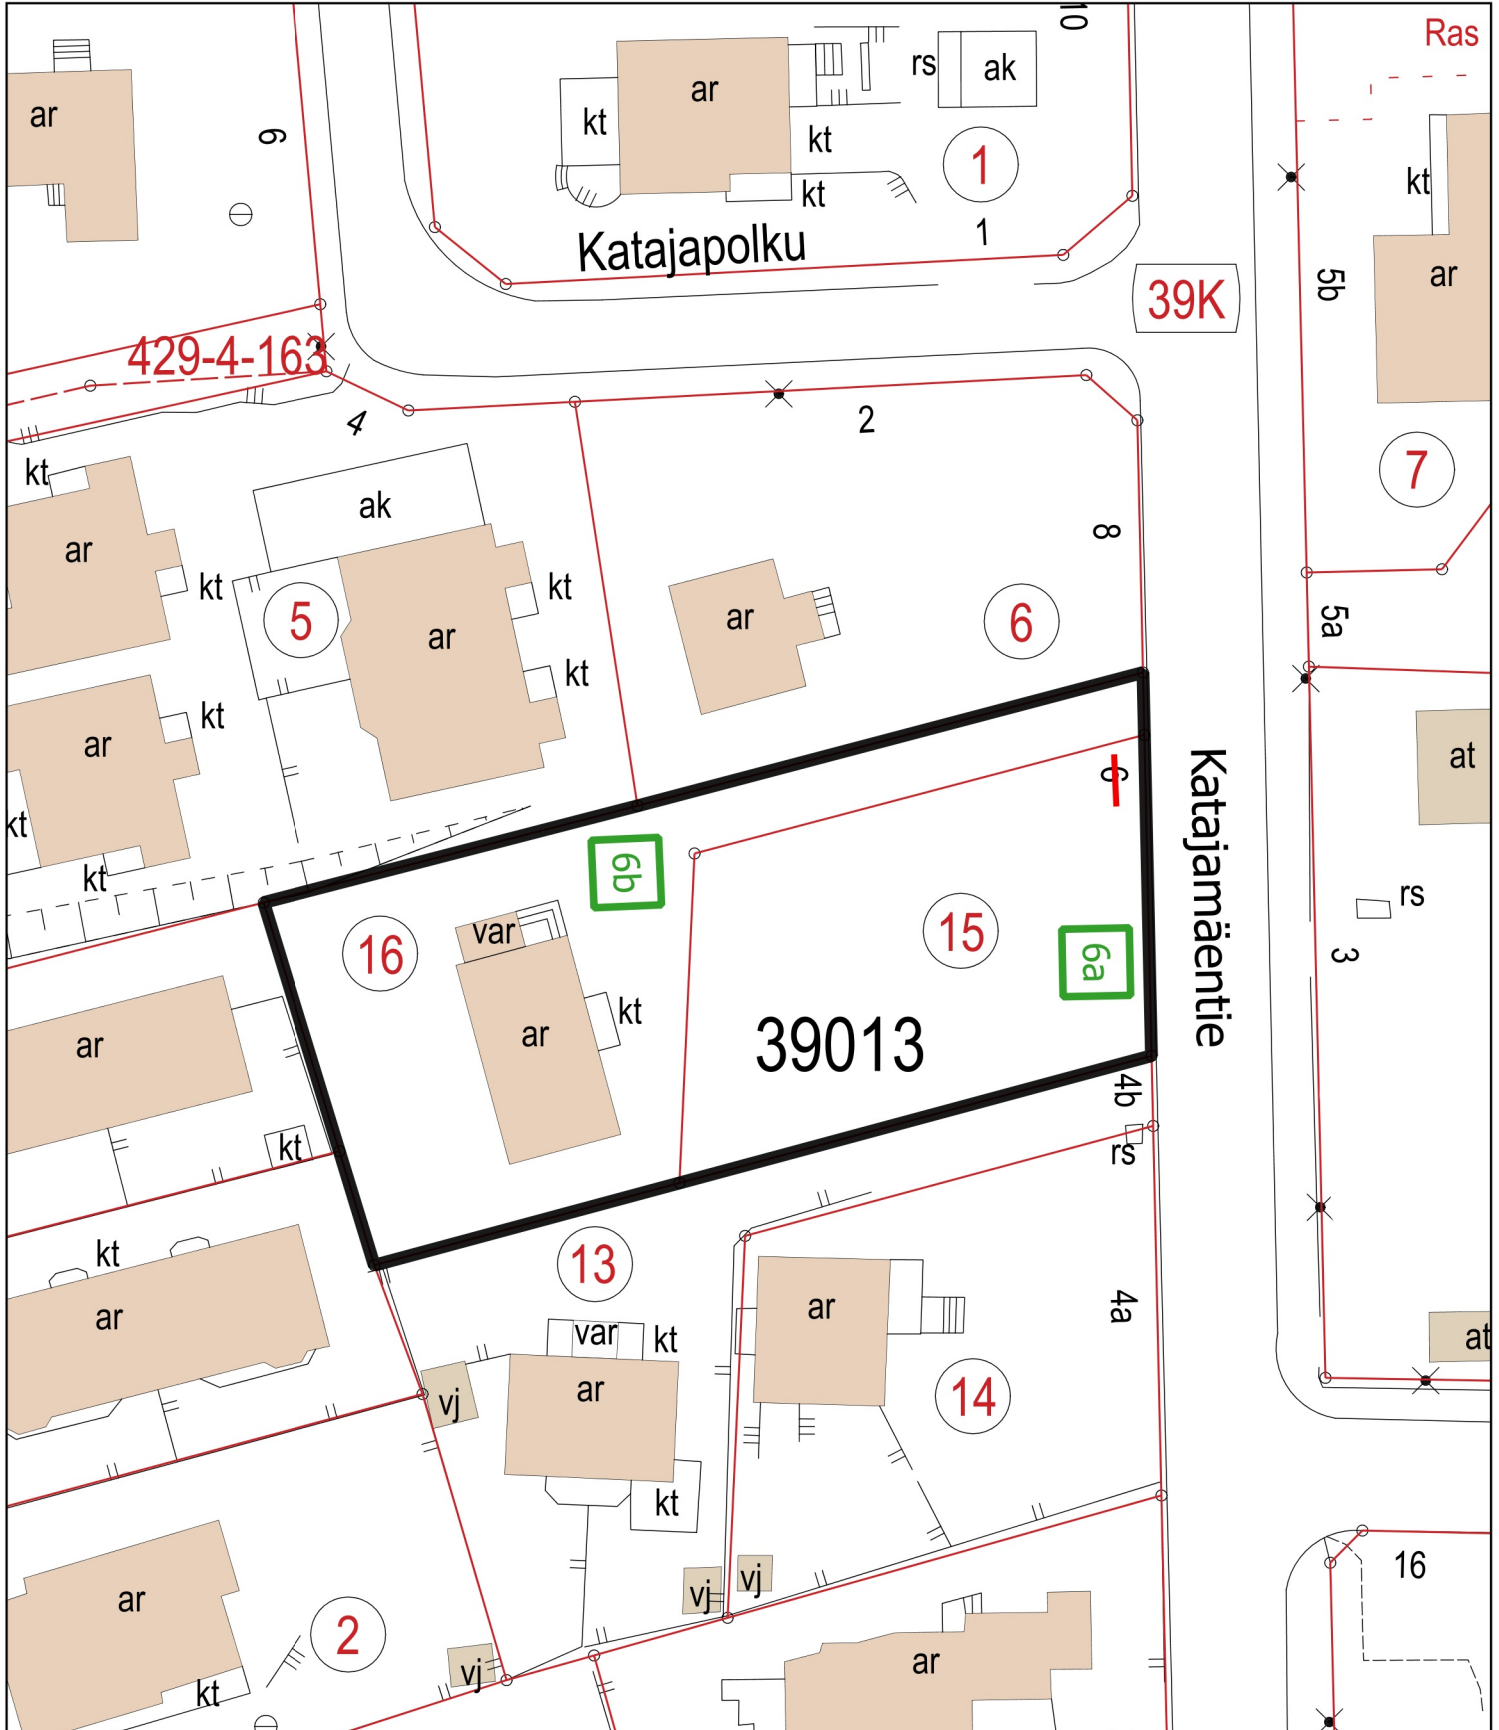 10
Ras
ar
rs
ak
ar
ar
kt
6
kt
1
kt
kt
1
Katajapolku
39K
5b
ar
429-4-163
4
2
kt
7
ak
8
ar
kt
kt
5
ar
ar
6
5a
kt
kt
ar
at
Katajamäentie
6
kt
kt
6b
rs
16
var
15
6a
3
kt
ar
39013
ar
4b
kt
rs
kt
13
ar
var
kt
ar
4a
at
ar
vj
14
kt
vj
vj
16
ar
2
vj
ar
kt